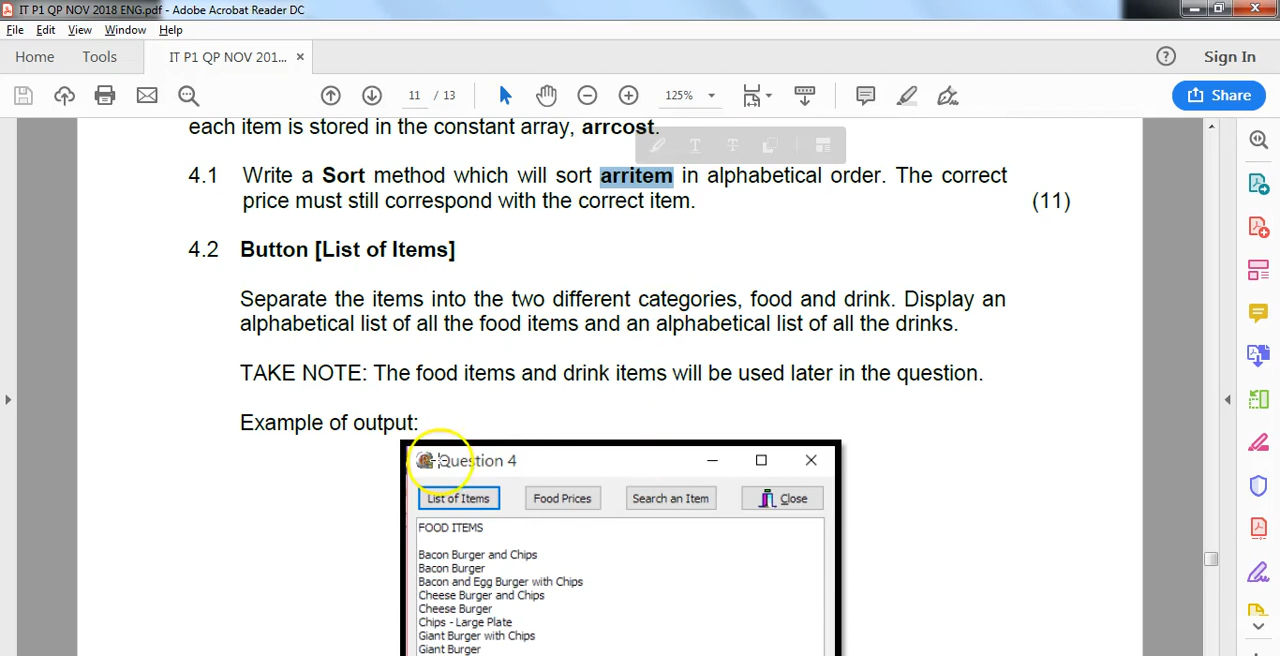 IT P1 QP NOV 2018 ENG.pdf - Adobe Acrobat Reader DC
File Edit View Window Help
Home Tools IT P1 QP NOV 201... × Sign In
11 / 13 125% Share
each item is stored in the constant array, arrcost.
4.1 Write a Sort method which will sort arritem in alphabetical order. The correct
price must still correspond with the correct item. (11)
4.2 Button [List of Items]
Separate the items into the two different categories, food and drink. Display an
alphabetical list of all the food items and an alphabetical list of all the drinks.
TAKE NOTE: The food items and drink items will be used later in the question.
Example of output:
Question 4
List of Items Food Prices Search an Item Close
FOOD ITEMS
Bacon Burger and Chips
Bacon Burger
Bacon and Egg Burger with Chips
Cheese Burger and Chips
Cheese Burger
Chips - Large Plate
Giant Burger with Chips
Giant Burger